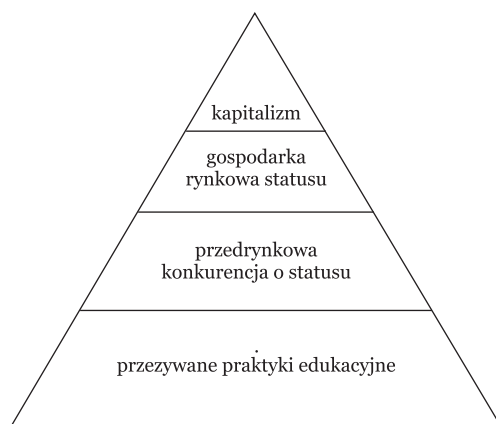 kapitalizm
gospodarka
rynkowa statusu
przedrynkowa
konkurencja o statusu
przezywane praktyki edukacyjne